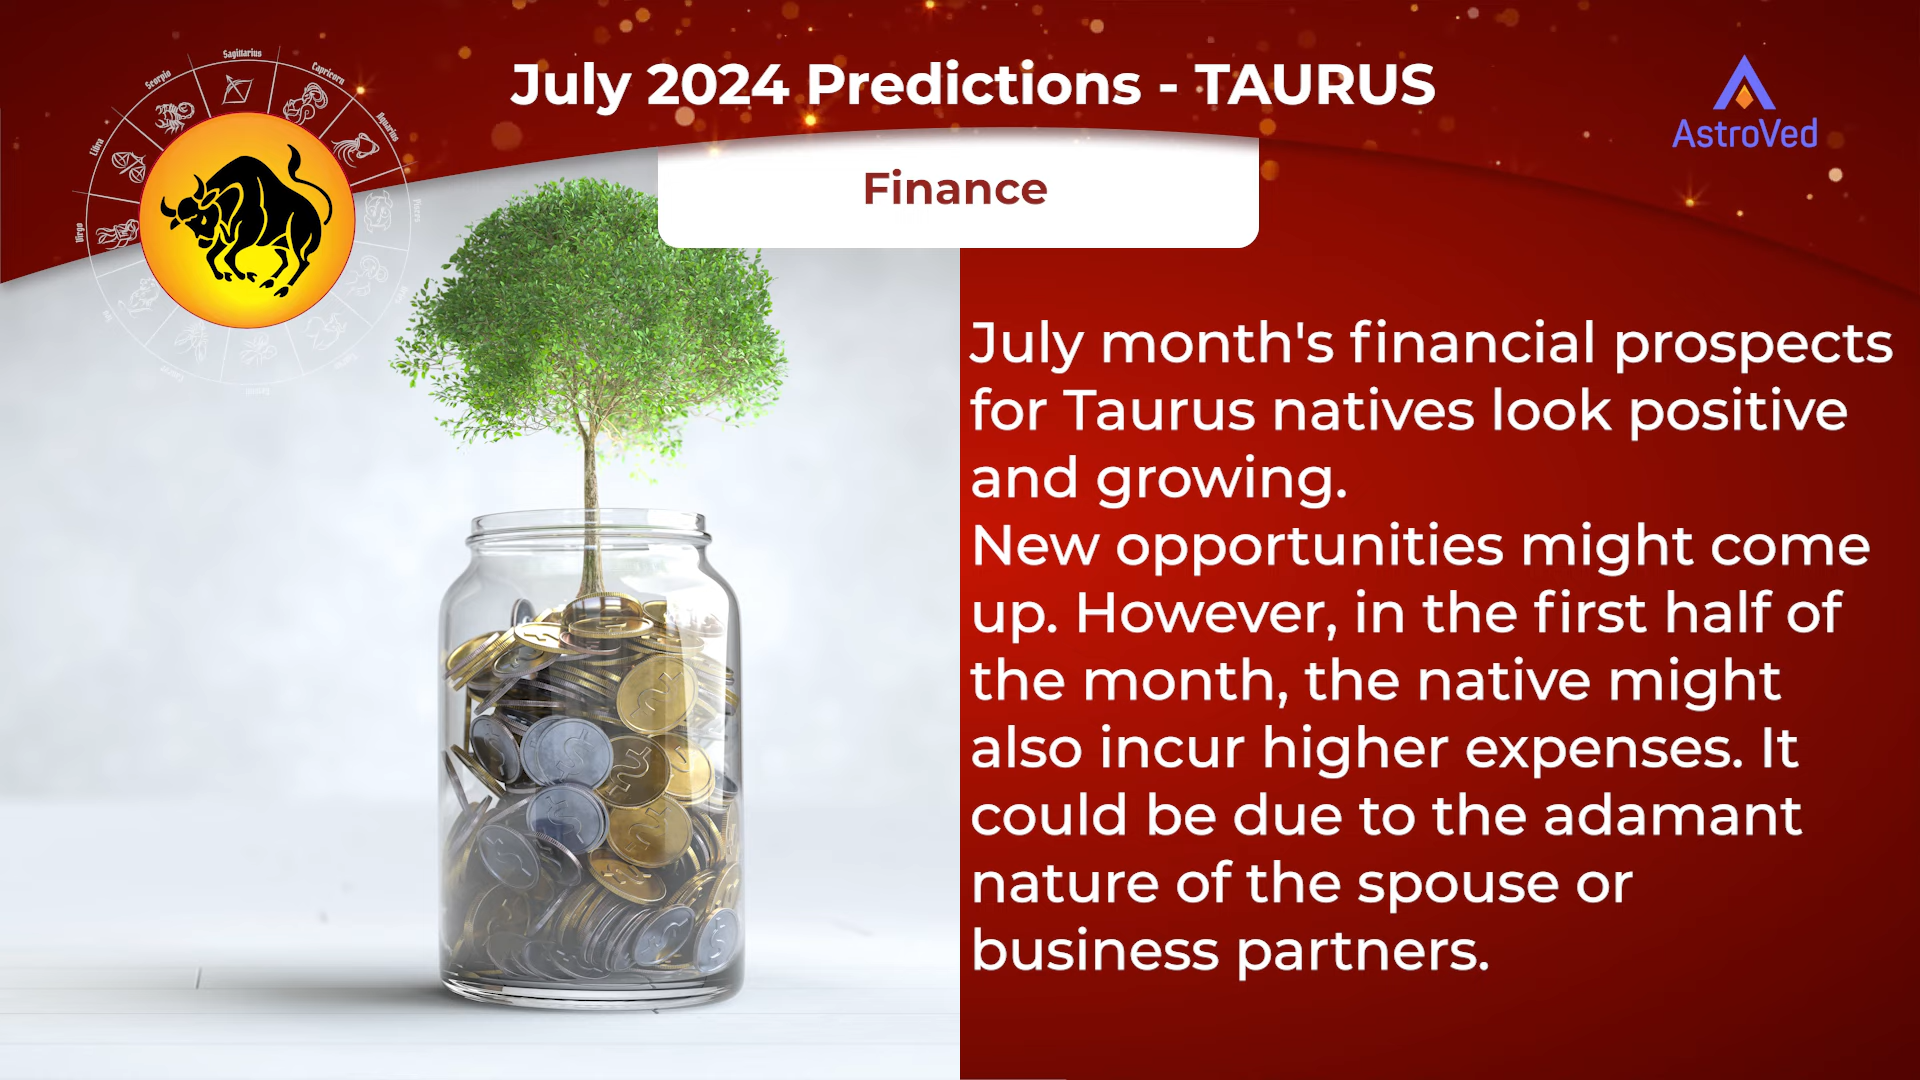 July 2024 Predictions - TAURUS
AstroVed
Finance
Sagittarius
Capricorn
Scorpio
Aquarius
Libra
Virgo
Pisces
July month's financial prospects
for Taurus natives look positive
and growing.
New opportunities might come
up. However, in the first half of
the month, the native might
also incur higher expenses. It
could be due to the adamant
nature of the spouse or
business partners.